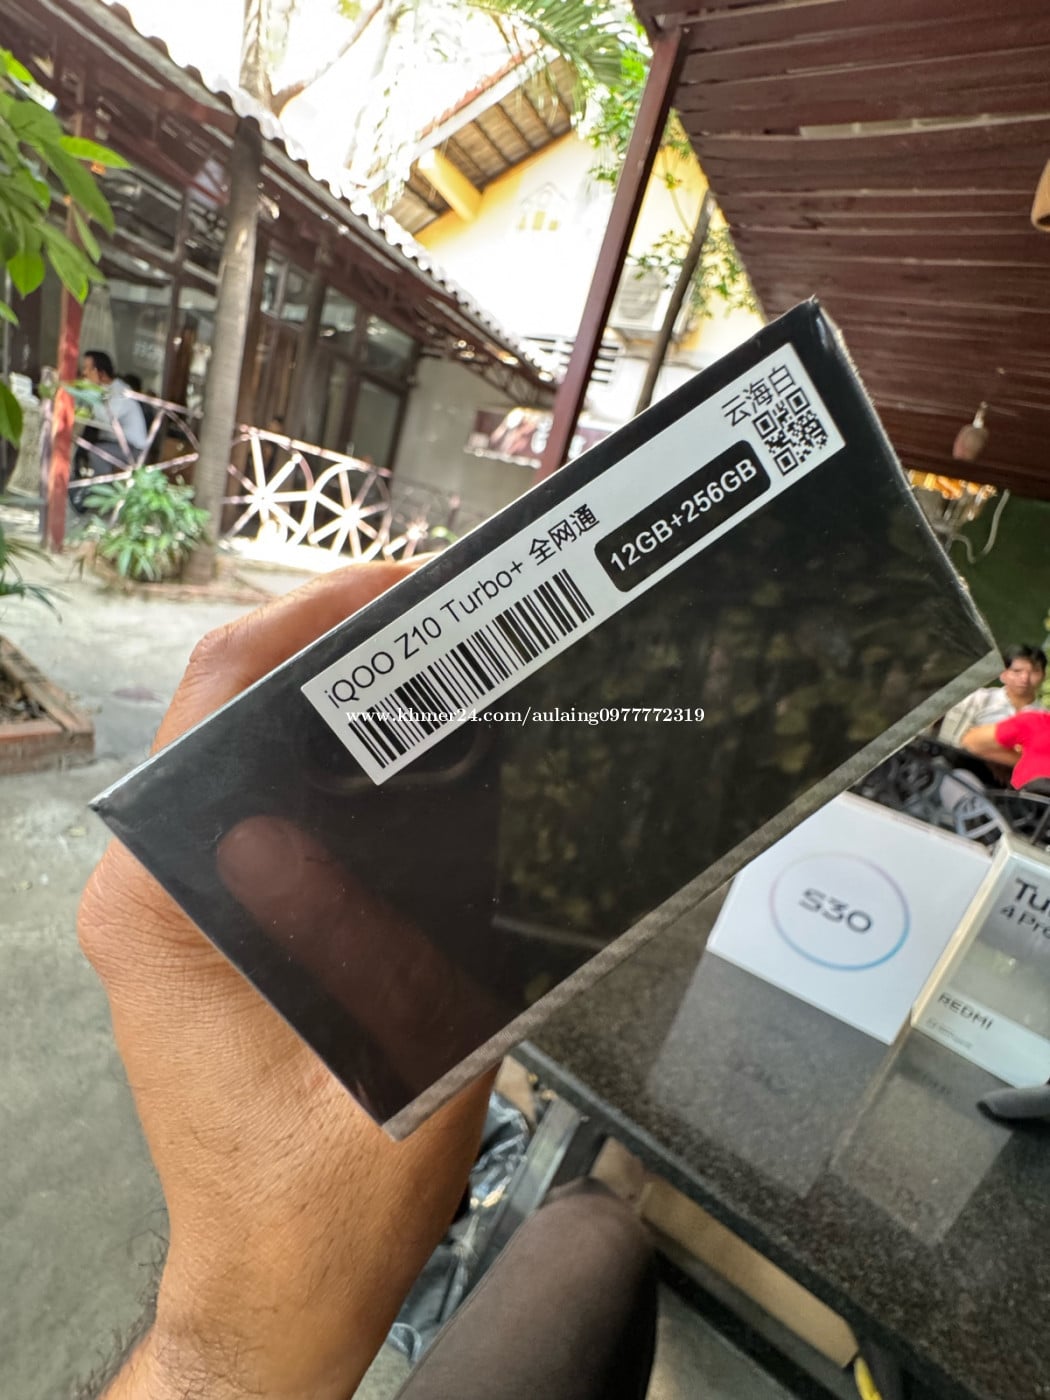 iQOO Z10 Turbo+ 全网通
12GB+256GB
云海白
www.khmer24.com/aulaing0977772319
S30
4 Pro
REDMI